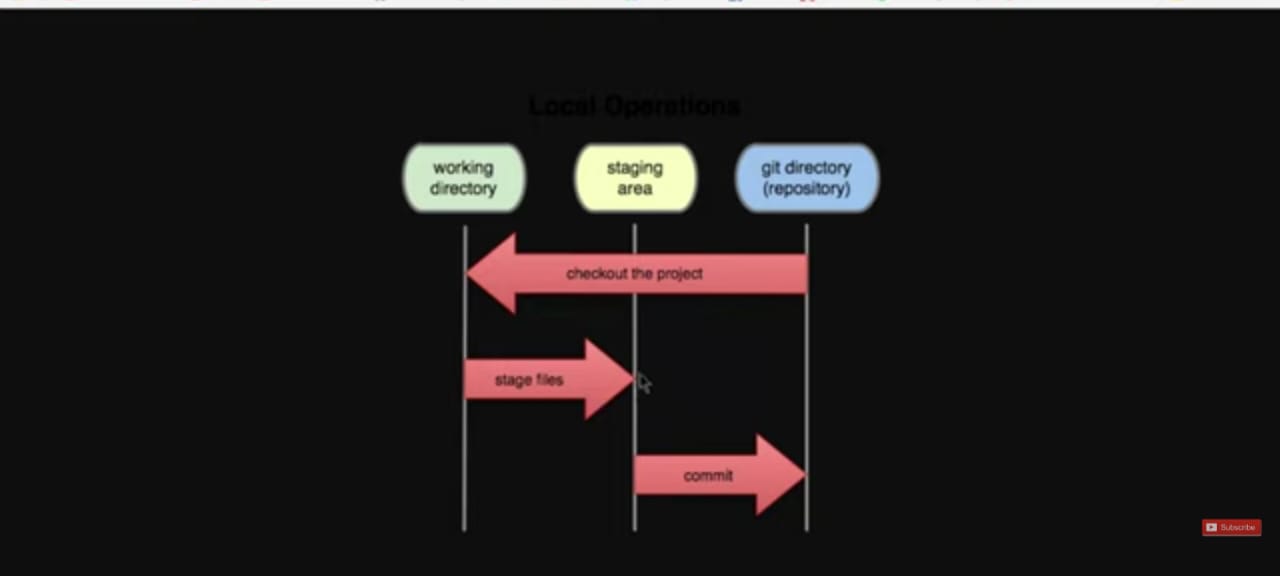 Local Operations
working
directory
staging
area
git directory
(repository)
checkout the project
stage files
commit
Subscribe